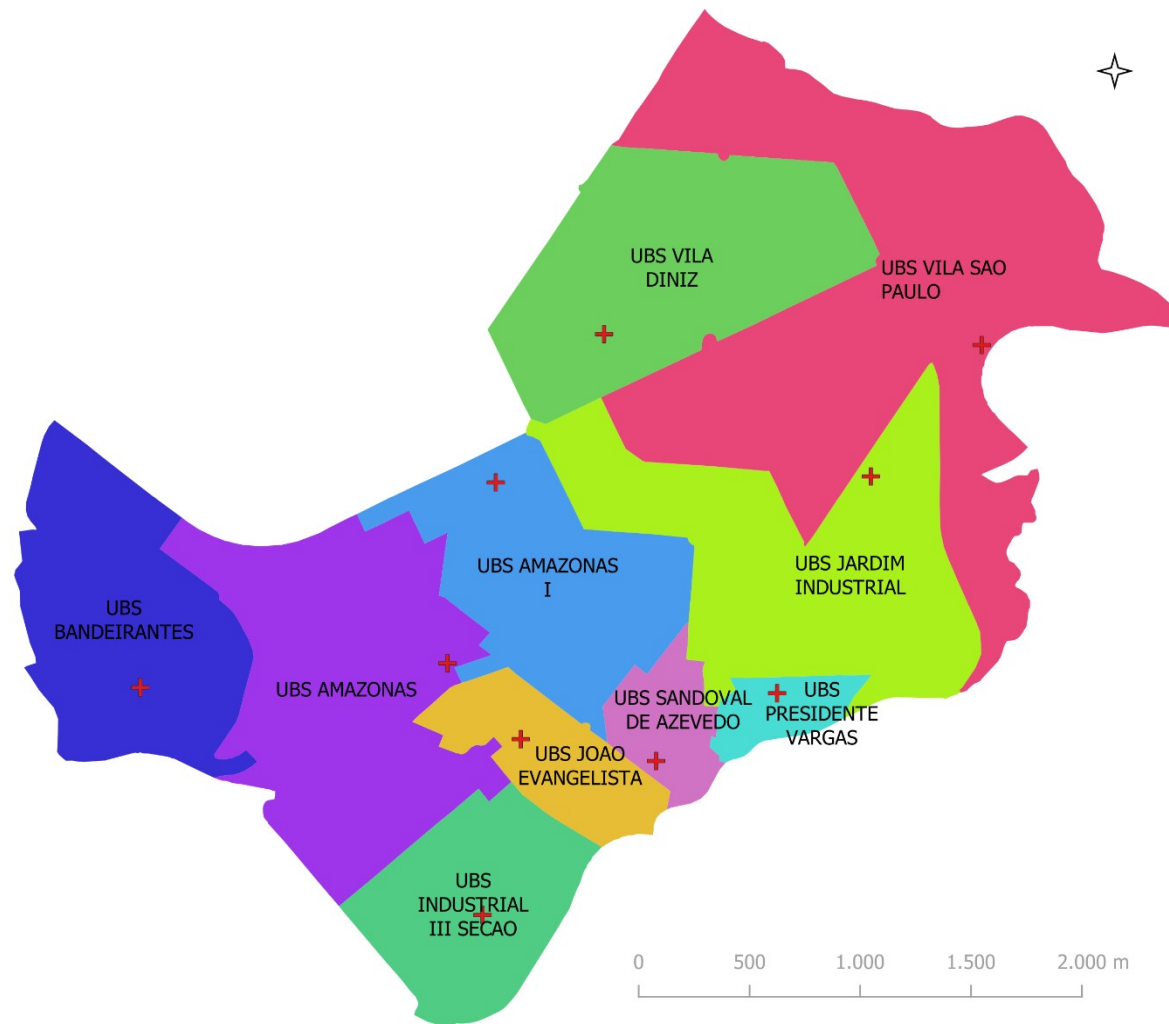 UBS VILA
DINIZ
UBS VILA SAO
PAULO
UBS AMAZONAS
I
UBS JARDIM
INDUSTRIAL
UBS
BANDEIRANTES
UBS AMAZONAS
UBS SANDOVAL
DE AZEVEDO
UBS
PRESIDENTE
VARGAS
UBS JOAO
EVANGELISTA
UBS
INDUSTRIAL
III SECAO
0 500 1.000 1.500 2.000 m